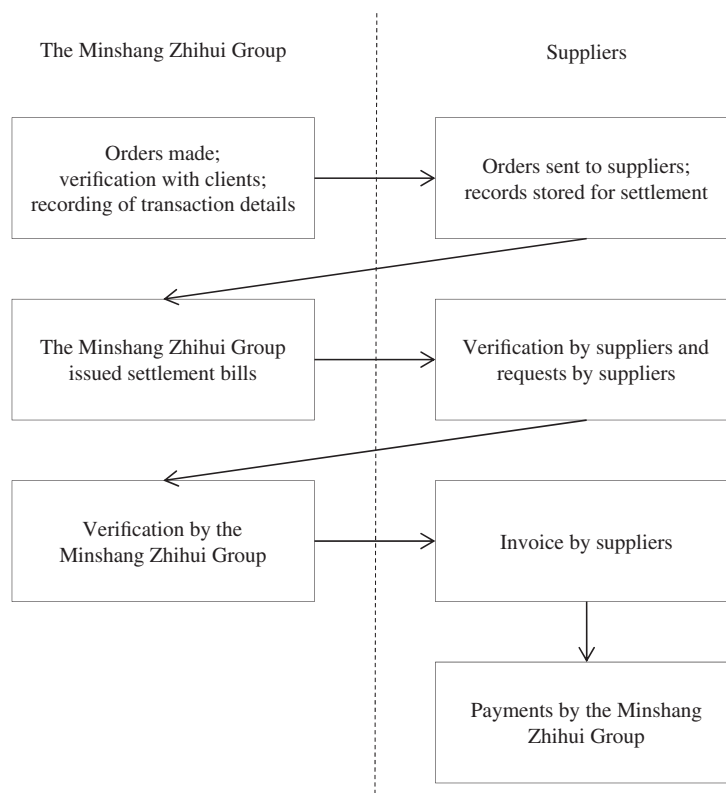 The Minshang Zhihui Group
Suppliers
Orders made;
verification with clients;
recording of transaction details
Orders sent to suppliers;
records stored for settlement
The Minshang Zhihui Group
issued settlement bills
Verification by suppliers and
requests by suppliers
Verification by the
Minshang Zhihui Group
Invoice by suppliers
Payments by the Minshang
Zhihui Group